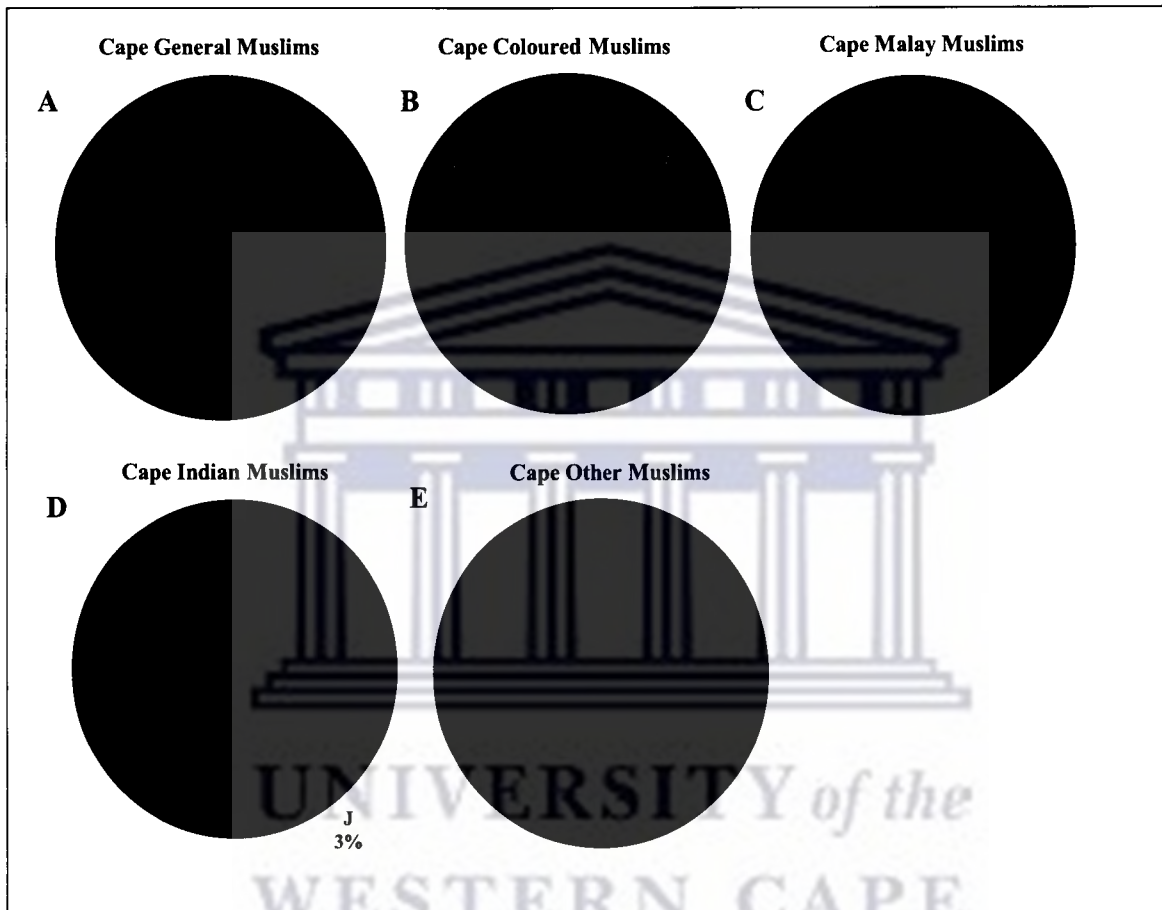 Cape General Muslims
Cape Coloured Muslims
Cape Malay Muslims
A
B
C
Cape Indian Muslims
Cape Other Muslims
D
E
J
3%
UNIVERSITY of the
WESTERN CAPE